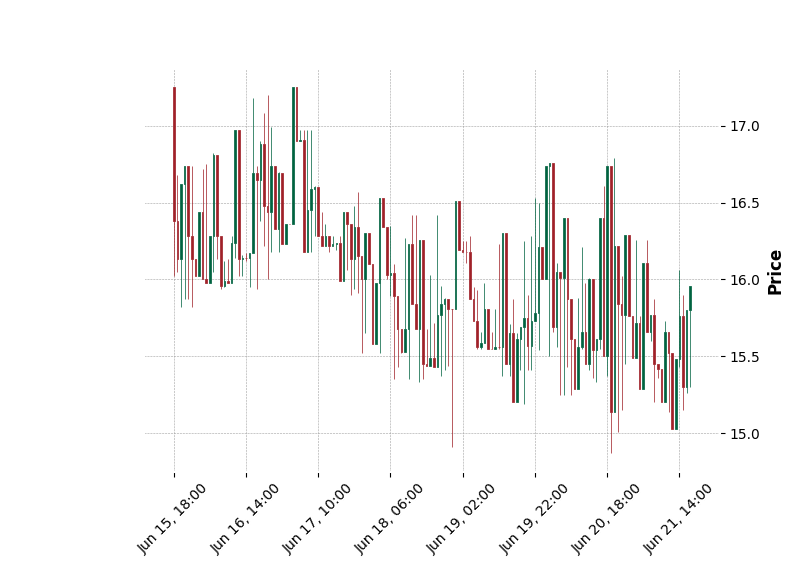 17.0
16.5
16.0
15.5
15.0
Price
Jun 15, 18:00
Jun 16, 14:00
Jun 17, 10:00
Jun 18, 06:00
Jun 19, 02:00
Jun 19, 22:00
Jun 20, 18:00
Jun 21, 14:00